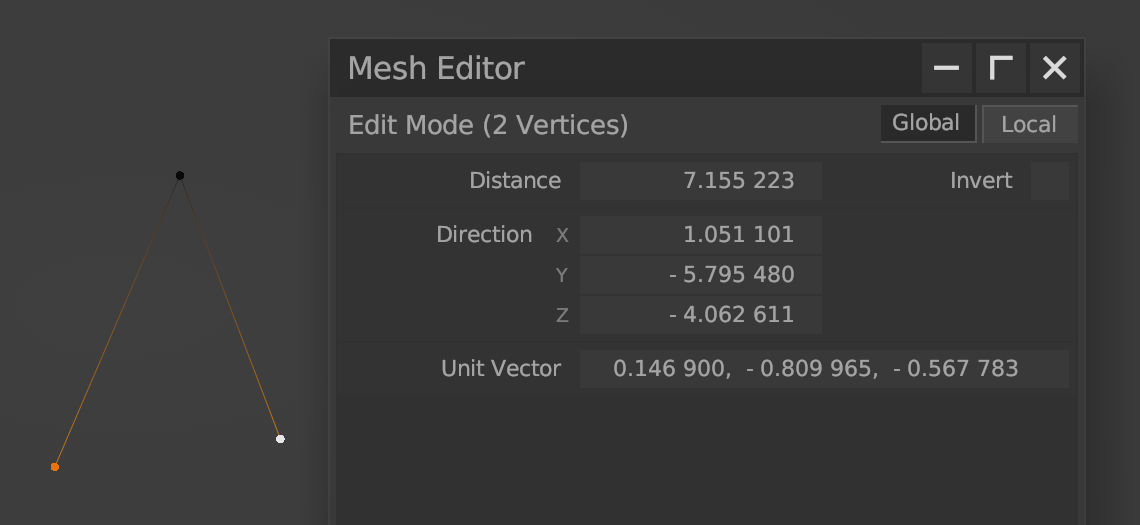 Mesh Editor
Edit Mode (2 Vertices) Global Local
Distance 7.155 223 Invert
Direction X 1.051 101
Y - 5.795 480
Z - 4.062 611
Unit Vector 0.146 900, - 0.809 965, - 0.567 783